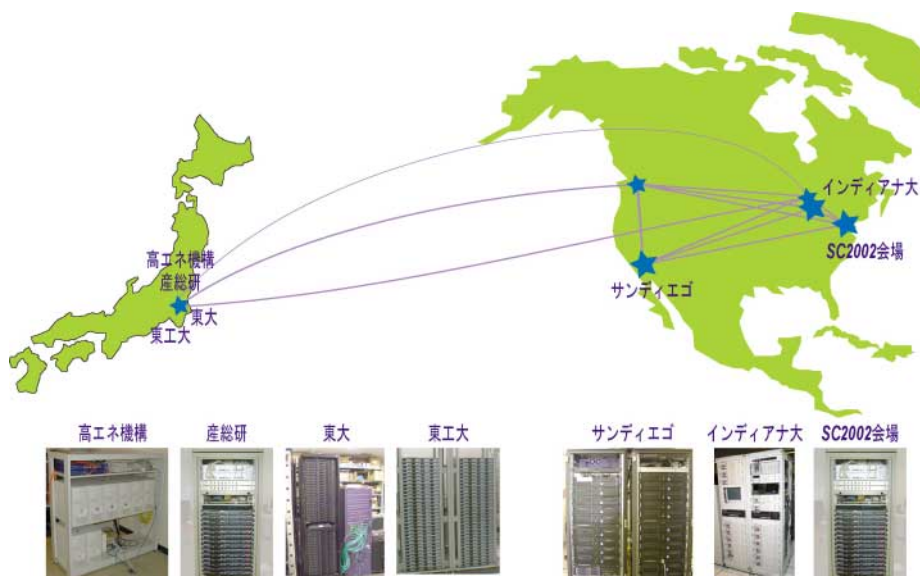 高エネ機構
産総研
東大
東工大
インディアナ大
SC2002会場
サンディエゴ
高エネ機構
産総研
東大
東工大
サンディエゴ
インディアナ大
SC2002会場